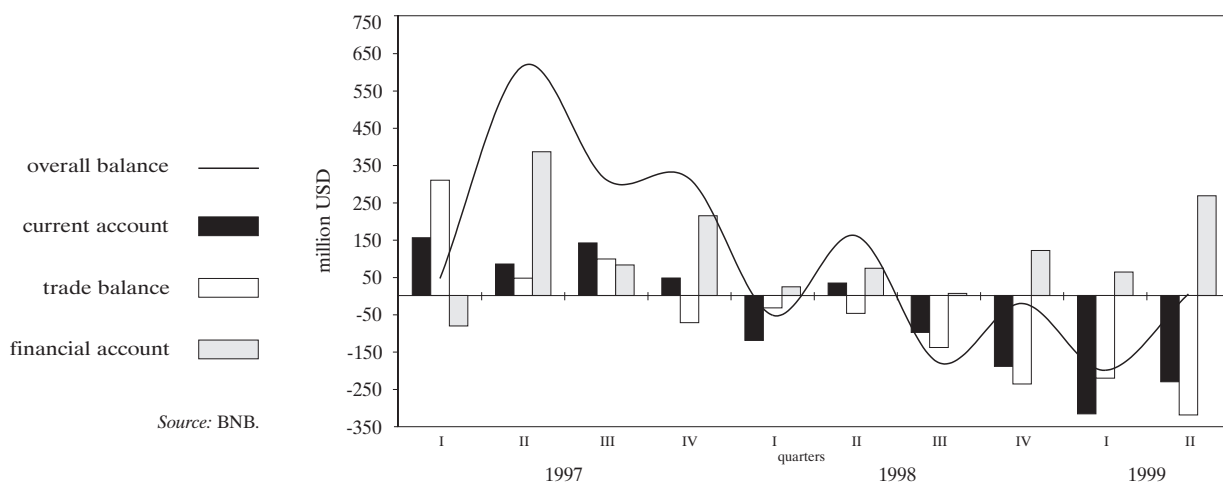 overall balance
current account
trade balance
financial account
Source: BNB.
million USD
750
650
550
450
350
250
150
50
-50
-150
-250
-350
I II III IV I II III IV I II
quarters
1997 1998 1999